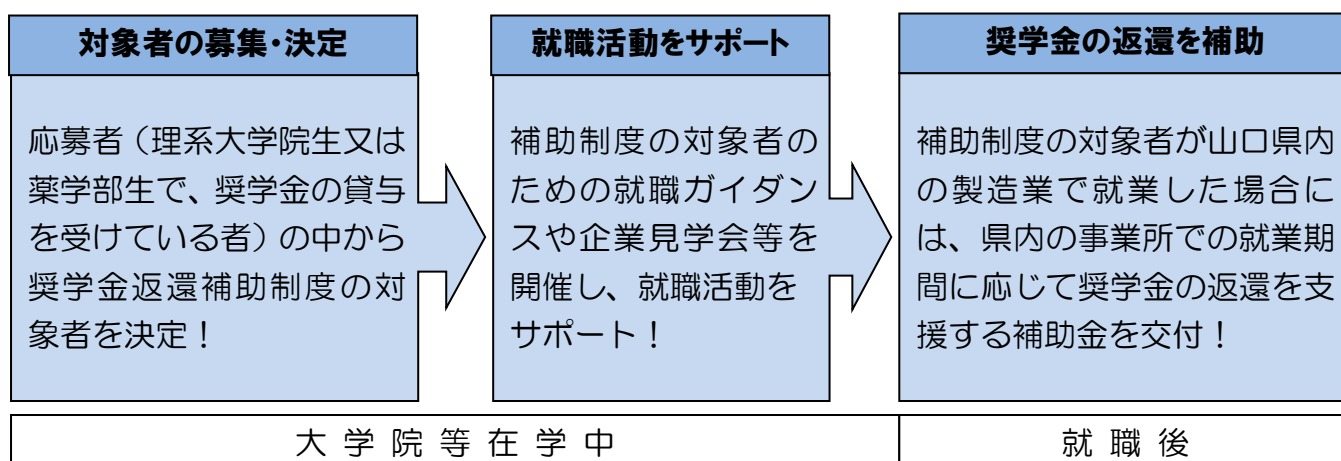 対象者の募集・決定
応募者（理系大学院生又は
薬学部生で、奨学金の貸与
を受けている者）の中から
奨学金返還補助制度の対
象者を決定！
就職活動をサポート
補助制度の対象者の
ための就職ガイダン
スや企業見学会等を
開催し、就職活動を
サポート！
奨学金の返還を補助
補助制度の対象者が山口県内
の製造業で就業した場合に
は、県内の事業所での就業期
間に応じて奨学金の返還を支
援する補助金を交付！
大学院等在学中
就職後